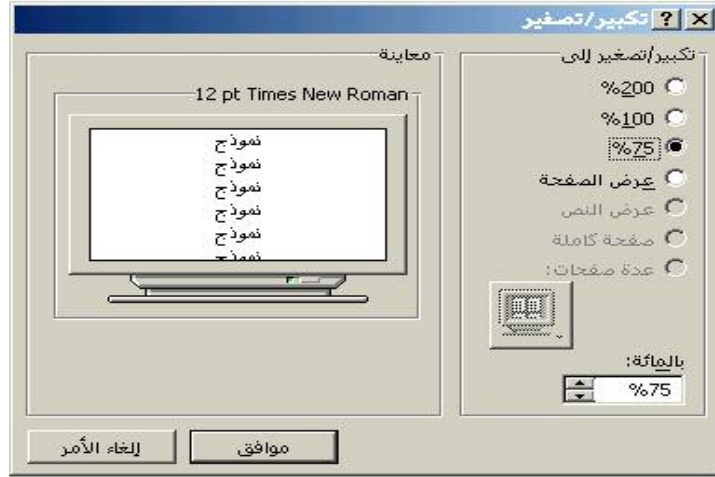 تكبير/تصغير
تكبير/تصغير إلى
%200
%100
%75
عرض الصفحة
عرض النص
صفحة كاملة
عدة صفحات:
بالمائة:
%75
معاينة
12 pt Times New Roman
نموذج
نموذج
نموذج
نموذج
نموذج
نموذج
موافق
إلغاء الأمر